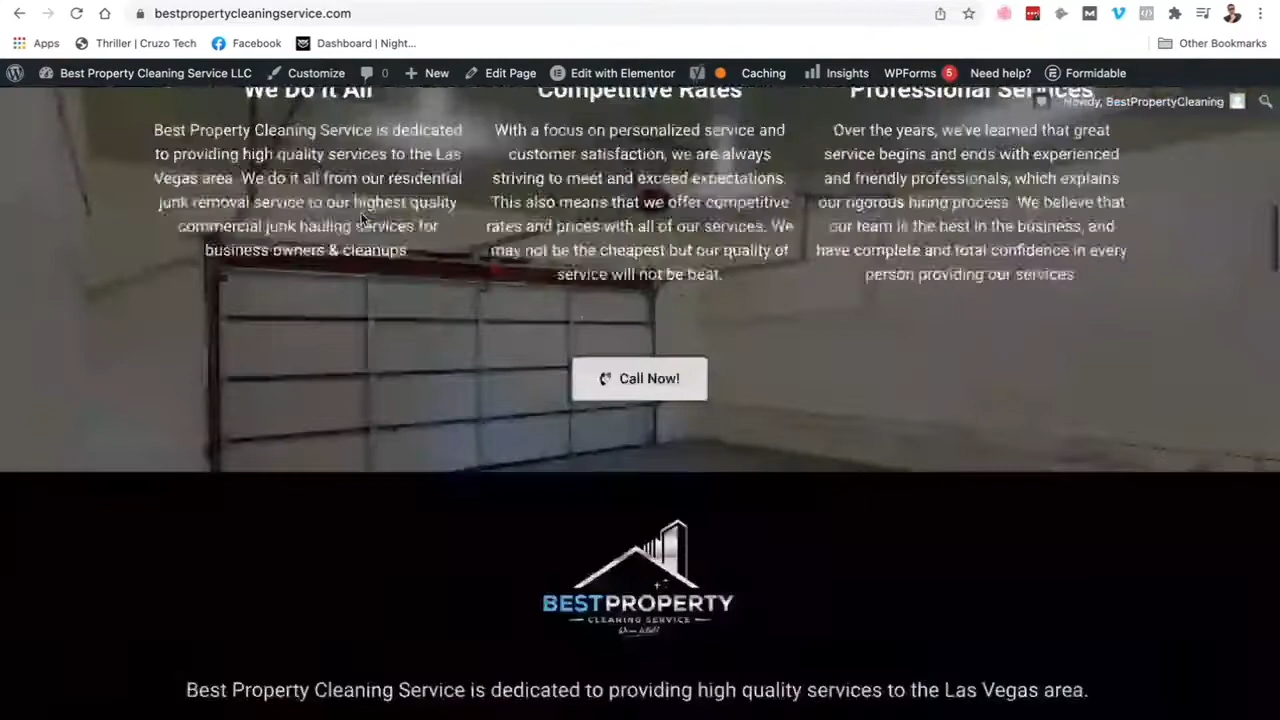 bestpropertycleaningservice.com
Apps Thriller | Cruzo Tech Facebook Dashboard | Night... Other Bookmarks
Best Property Cleaning Service LLC Customize 0 New Edit Page Edit with Elementor Caching Insights WPForms 5 Need help? Formidable
Howdy, BestPropertyCleaning
We Do It All
Best Property Cleaning Service is dedicated
to providing high quality services to the Las
Vegas area. We do it all from our residential
junk removal service to our highest quality
commercial junk hauling services for
business owners & cleanups
Competitive Rates
With a focus on personalized service and
customer satisfaction, we are always
striving to meet and exceed expectations.
This also means that we offer competitive
rates and prices with all of our services. We
may not be the cheapest but our quality of
service will not be beat.
Professional Services
Over the years, we've learned that great
service begins and ends with experienced
and friendly professionals, which explains
our rigorous hiring process. We believe that
our team is the best in the business, and
have complete and total confidence in every
person providing our services
Call Now!
BESTPROPERTY
CLEANING SERVICE
Best Property Cleaning Service is dedicated to providing high quality services to the Las Vegas area.